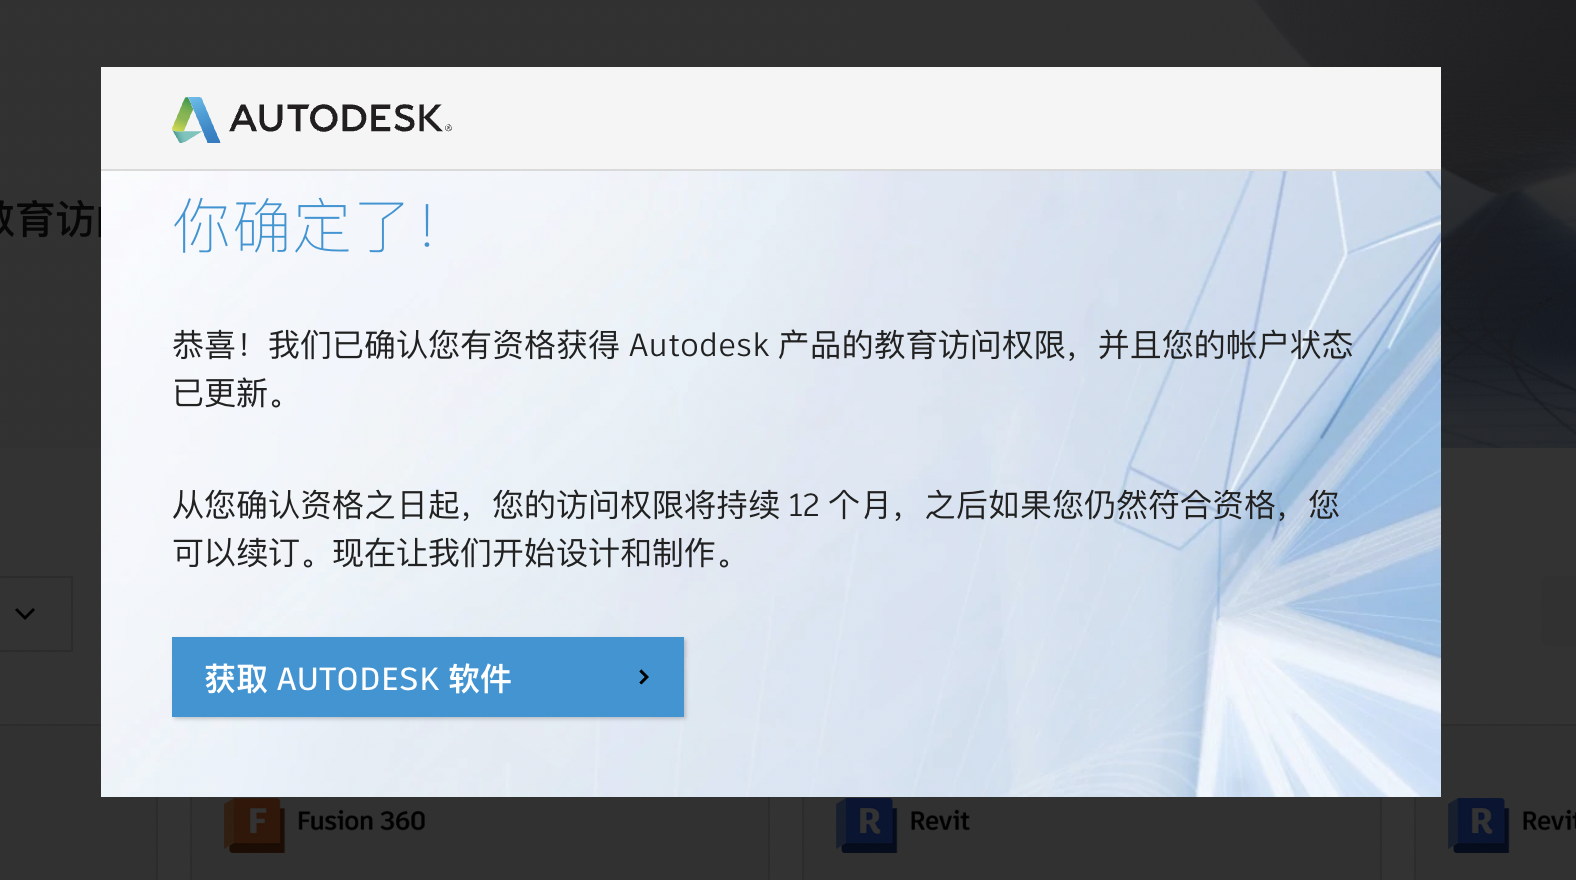 AUTODESK®
你确定了！
教育访
恭喜！我们已确认您有资格获得 Autodesk 产品的教育访问权限，并且您的帐户状态
已更新。
从您确认资格之日起，您的访问权限将持续 12 个月，之后如果您仍然符合资格，您
可以续订。现在让我们开始设计和制作。
获取 AUTODESK 软件
F Fusion 360
R Revit
R Revit